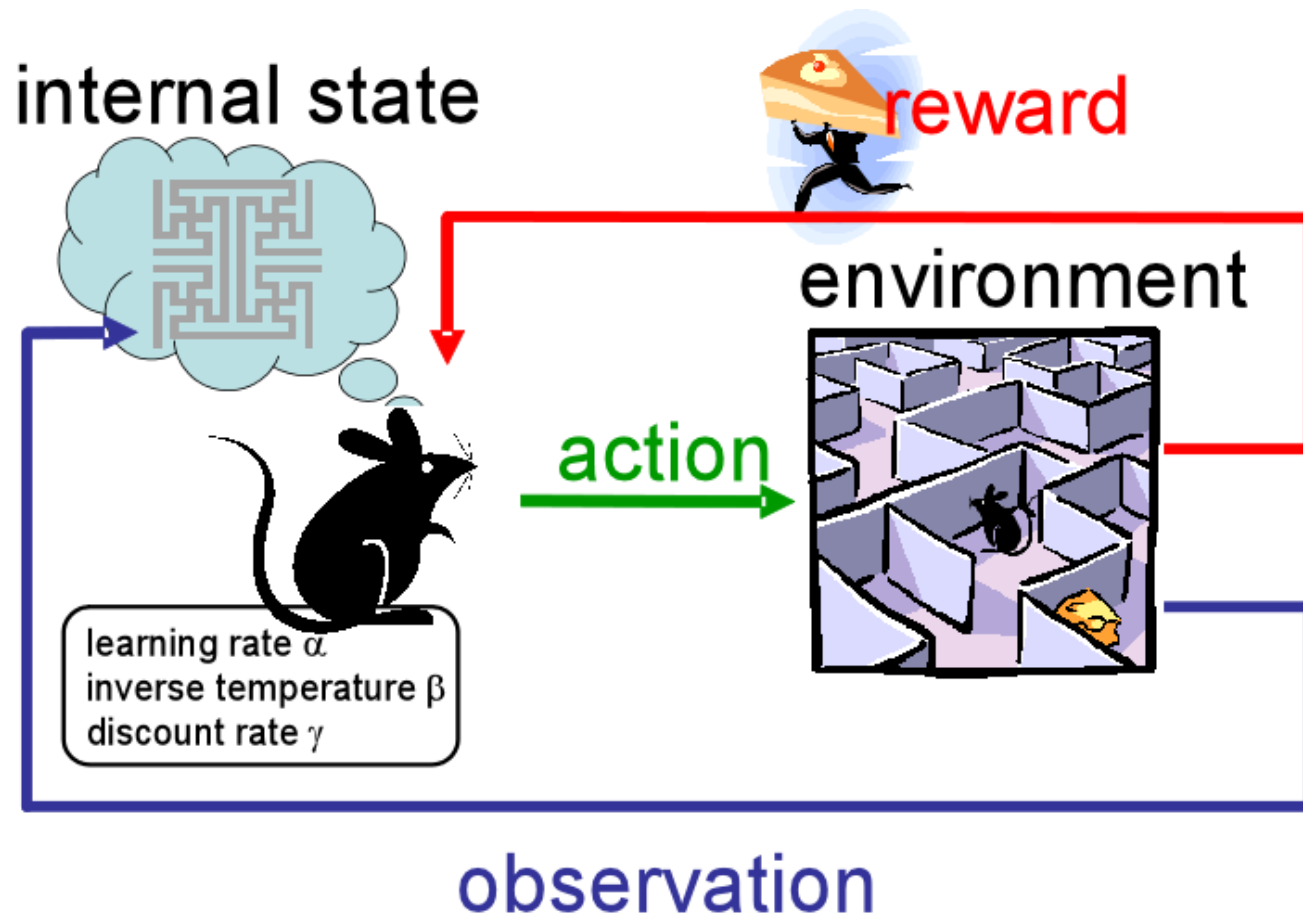 internal state
reward
environment
action
learning rate α
inverse temperature β
discount rate γ
observation